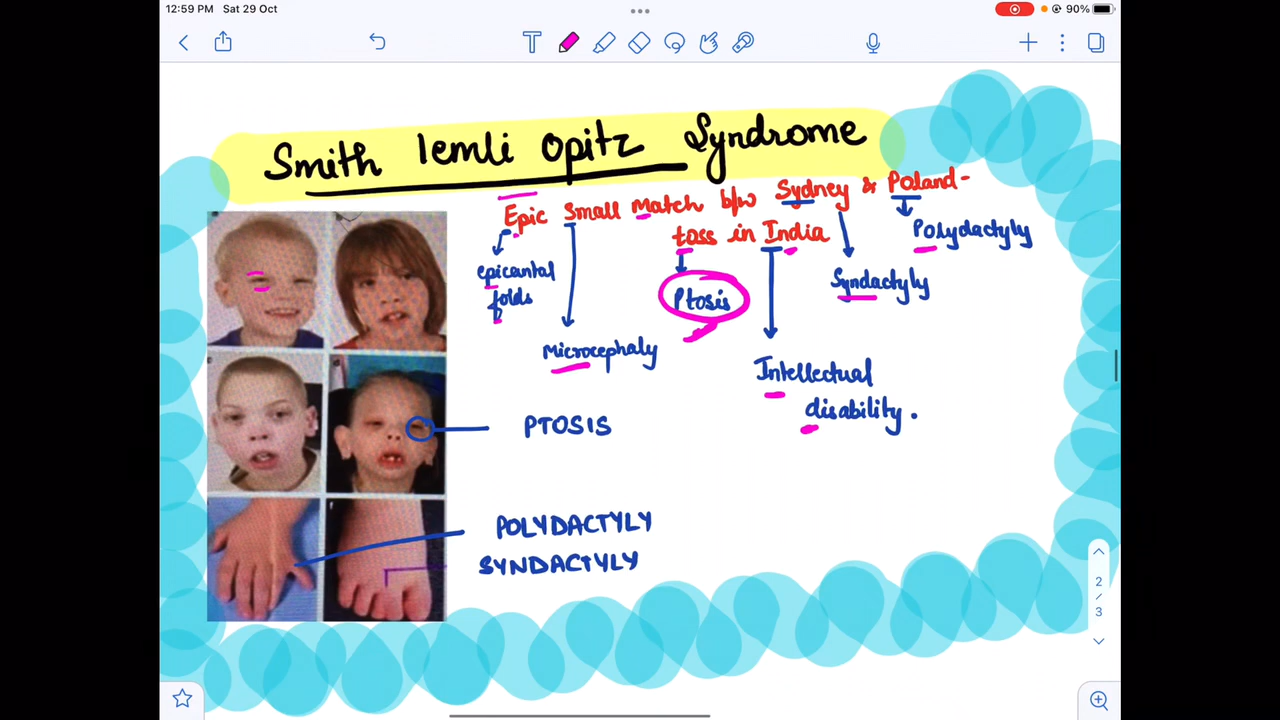 12:59 PM Sat 29 Oct
90%
T
Smith lemli opitz Syndrome
Epic Small Match b/w Sydney & Poland-
toss in India
Polydactyly
epicantal
folds
Ptosis
Syndactyly
Microcephaly
Intellectual
disability.
PTOSIS
POLYDACTYLY
SYNDACTYLY
2
/
3